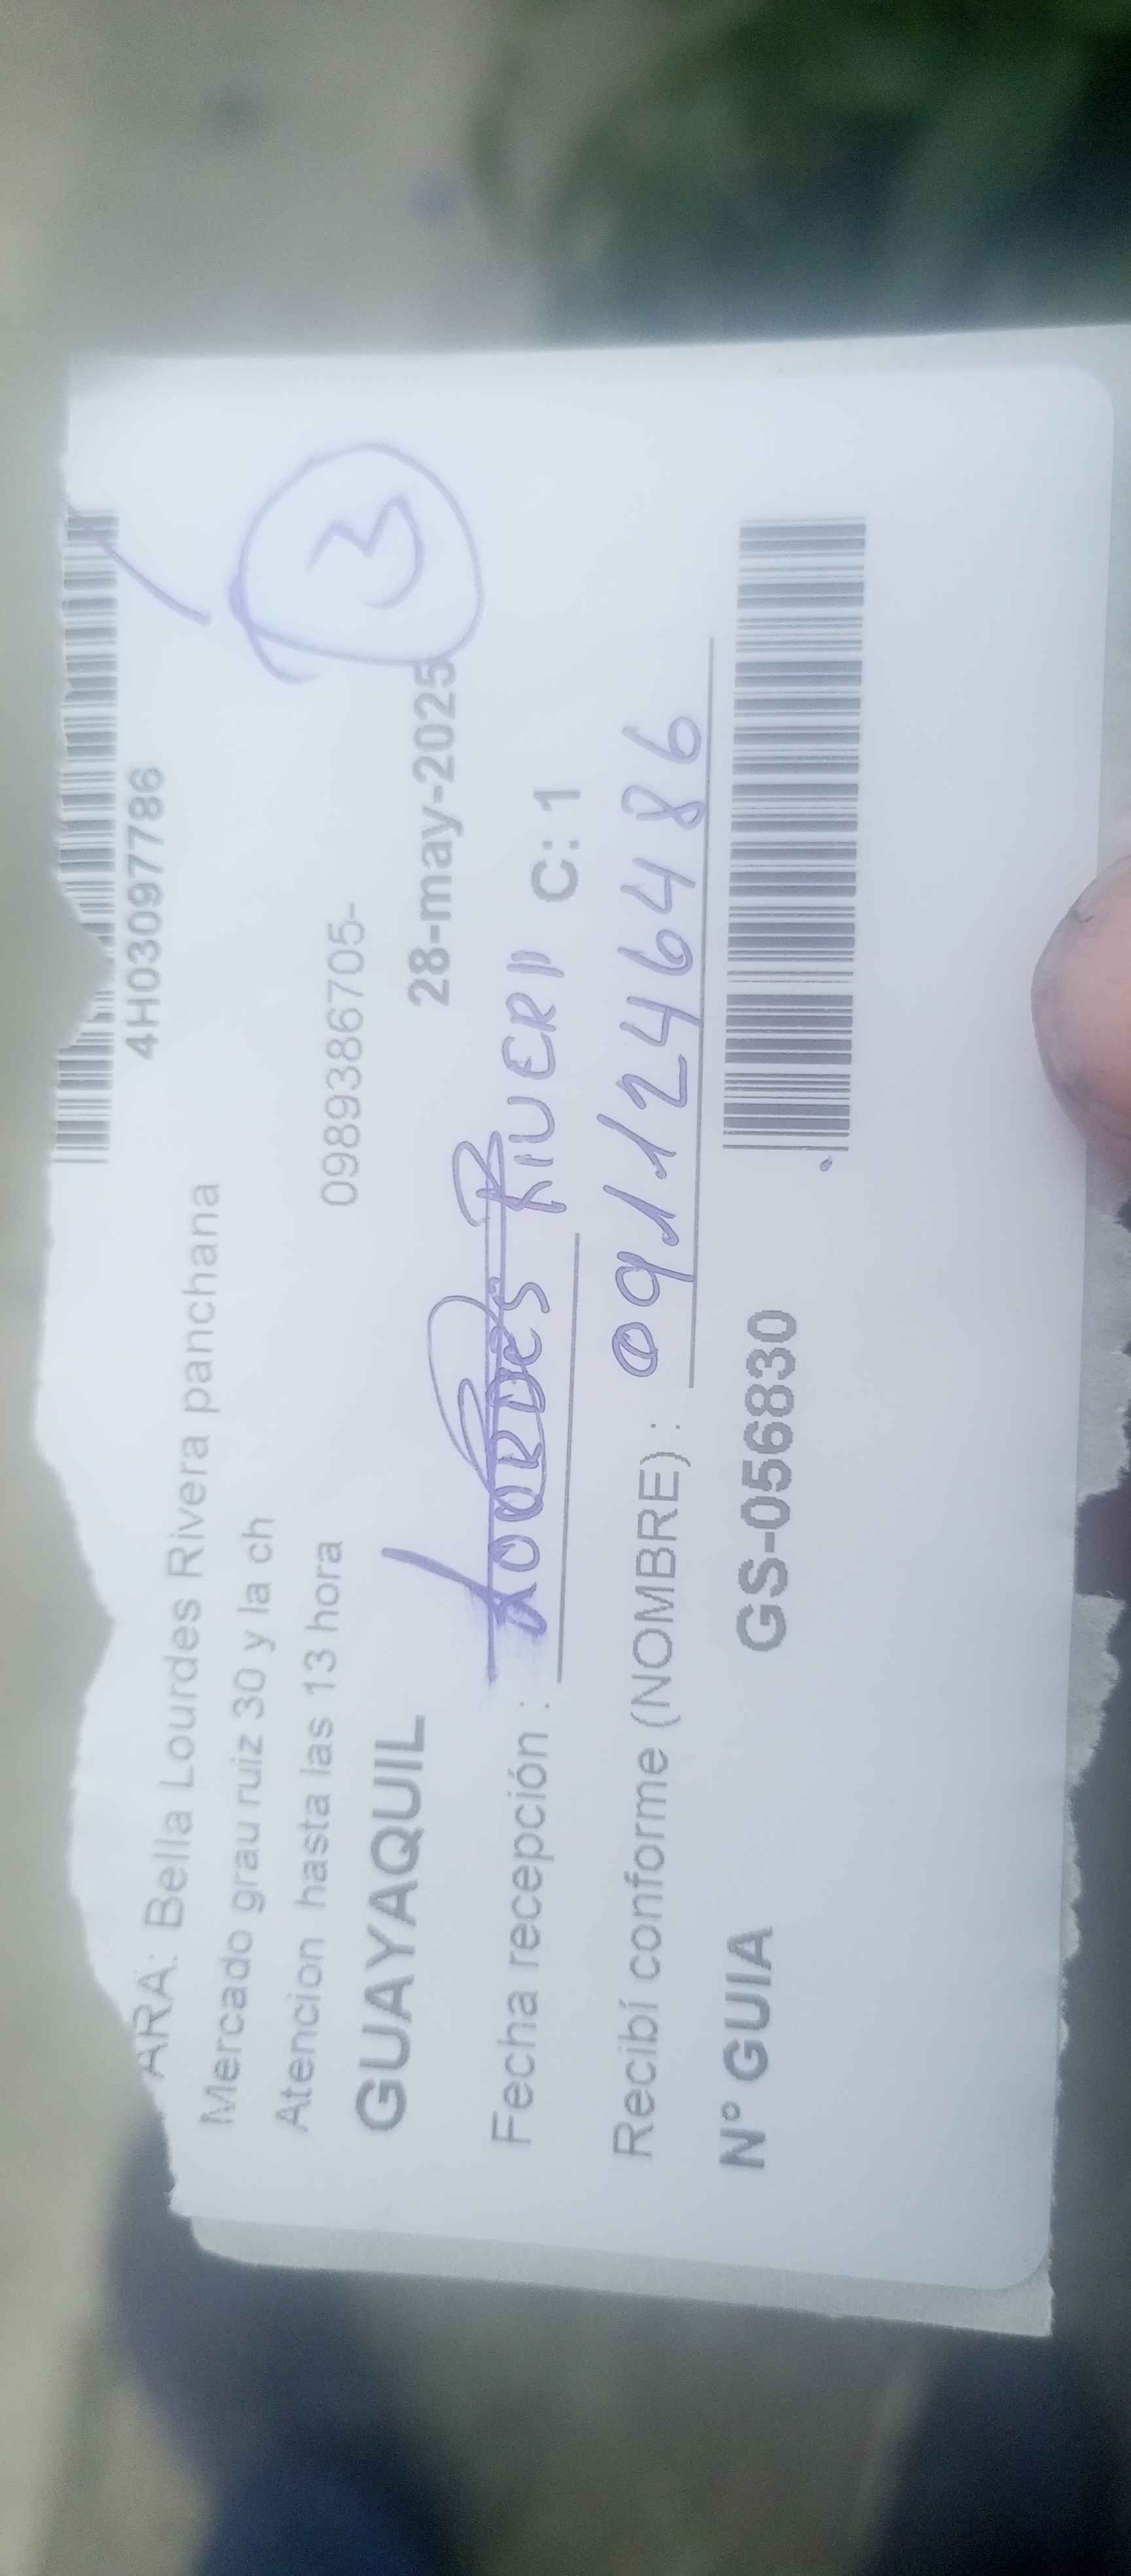 4H03097786
ARA: Bella Lourdes Rivera panchana
Mercado grau ruiz 30 y la ch
Atencion hasta las 13 hora
0989386705-
3
GUAYAQUIL 28-may-2025
Fecha recepción : LOURDES RIVERA C: 1
Recibí conforme (NOMBRE) : 0911246486
N° GUIA GS-056830